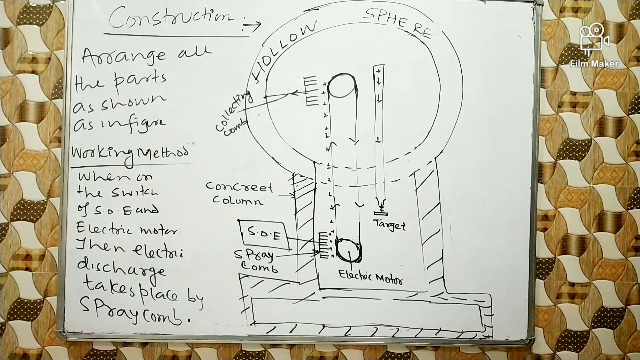 Construction :-
Arrange all
the parts
as shown
as in figure
Working Method
When on
the switch
of S.O.E and
Electric motor
Then electric
discharge
takes place by
Spray comb.
HOLLOW SPHERE
Collecting
comb
Concreet
column
S.O.E
Spray
comb
Target
Electric Motor
Film Maker